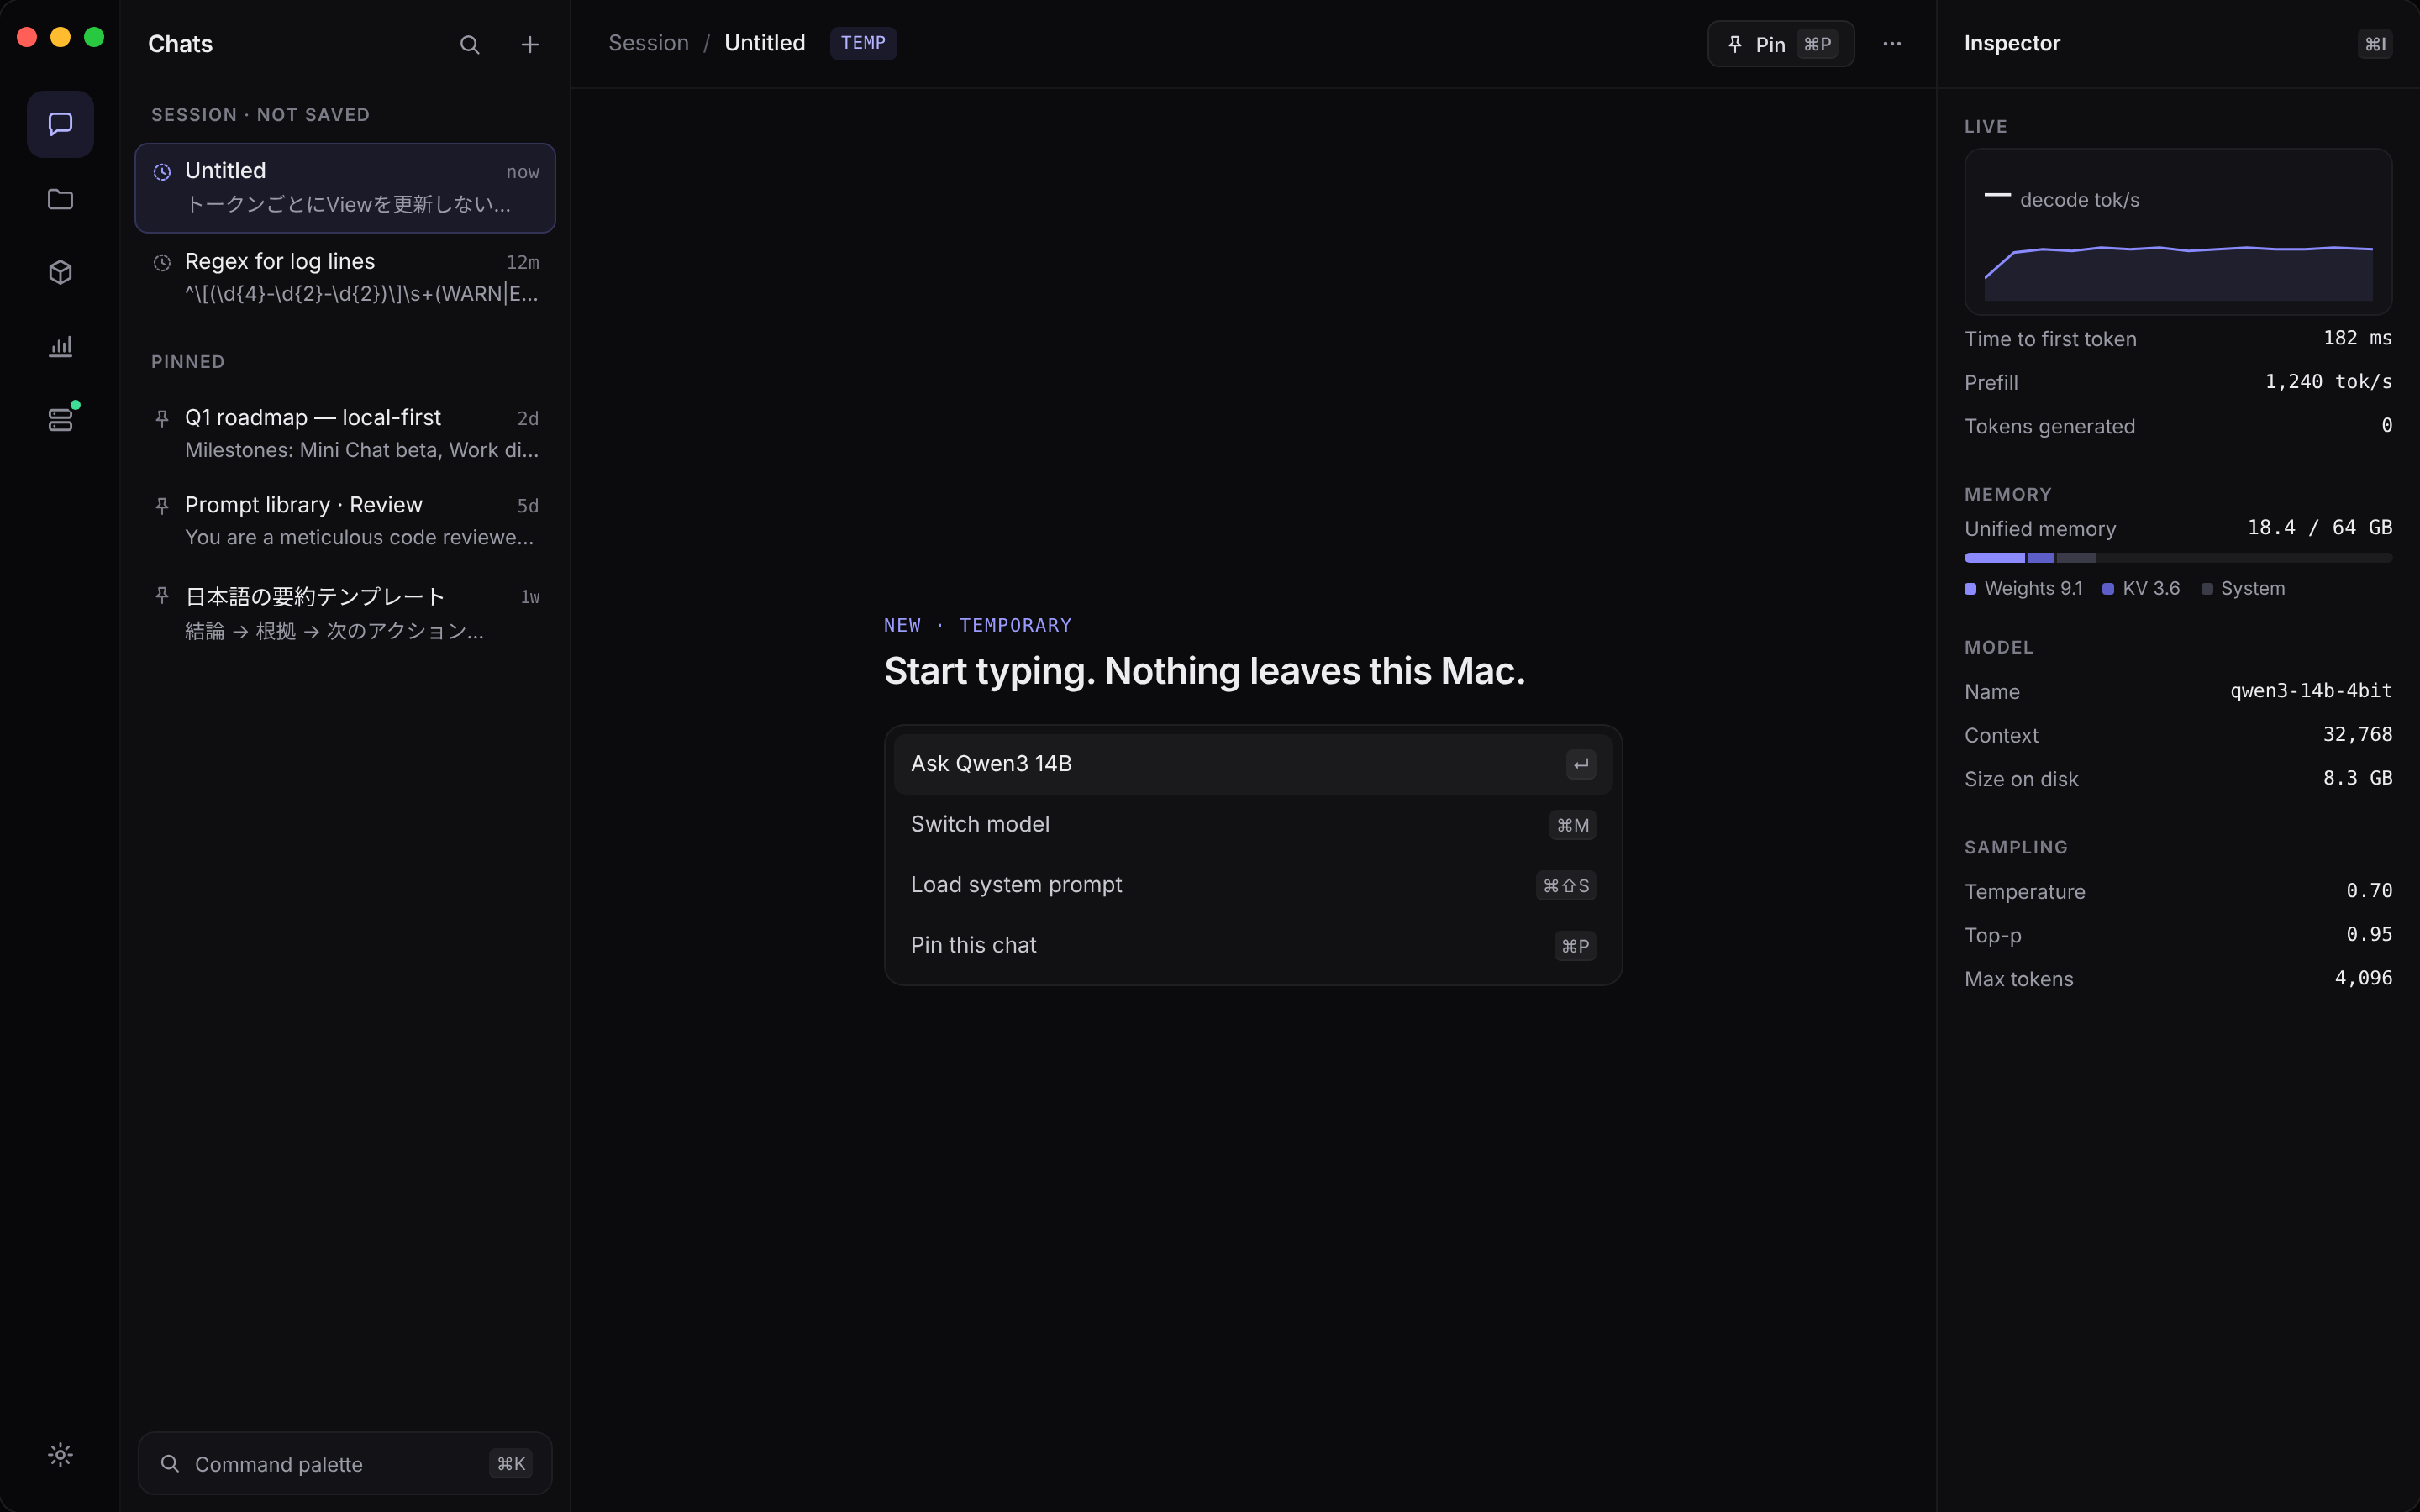 Chats
SESSION · NOT SAVED
Untitled now
トークンごとにViewを更新しない...
Regex for log lines 12m
^\[(\d{4}-\d{2}-\d{2})\]\s+(WARN|E...
PINNED
Q1 roadmap — local-first 2d
Milestones: Mini Chat beta, Work di...
Prompt library · Review 5d
You are a meticulous code reviewe...
日本語の要約テンプレート 1w
結論 → 根拠 → 次のアクション...
Command palette ⌘K
Session / Untitled TEMP
Pin ⌘P
NEW · TEMPORARY
Start typing. Nothing leaves this Mac.
Ask Qwen3 14B
Switch model ⌘M
Load system prompt ⌘⇧S
Pin this chat ⌘P
Inspector ⌘I
LIVE
decode tok/s
Time to first token 182 ms
Prefill 1,240 tok/s
Tokens generated 0
MEMORY
Unified memory 18.4 / 64 GB
Weights 9.1 KV 3.6 System
MODEL
Name qwen3-14b-4bit
Context 32,768
Size on disk 8.3 GB
SAMPLING
Temperature 0.70
Top-p 0.95
Max tokens 4,096